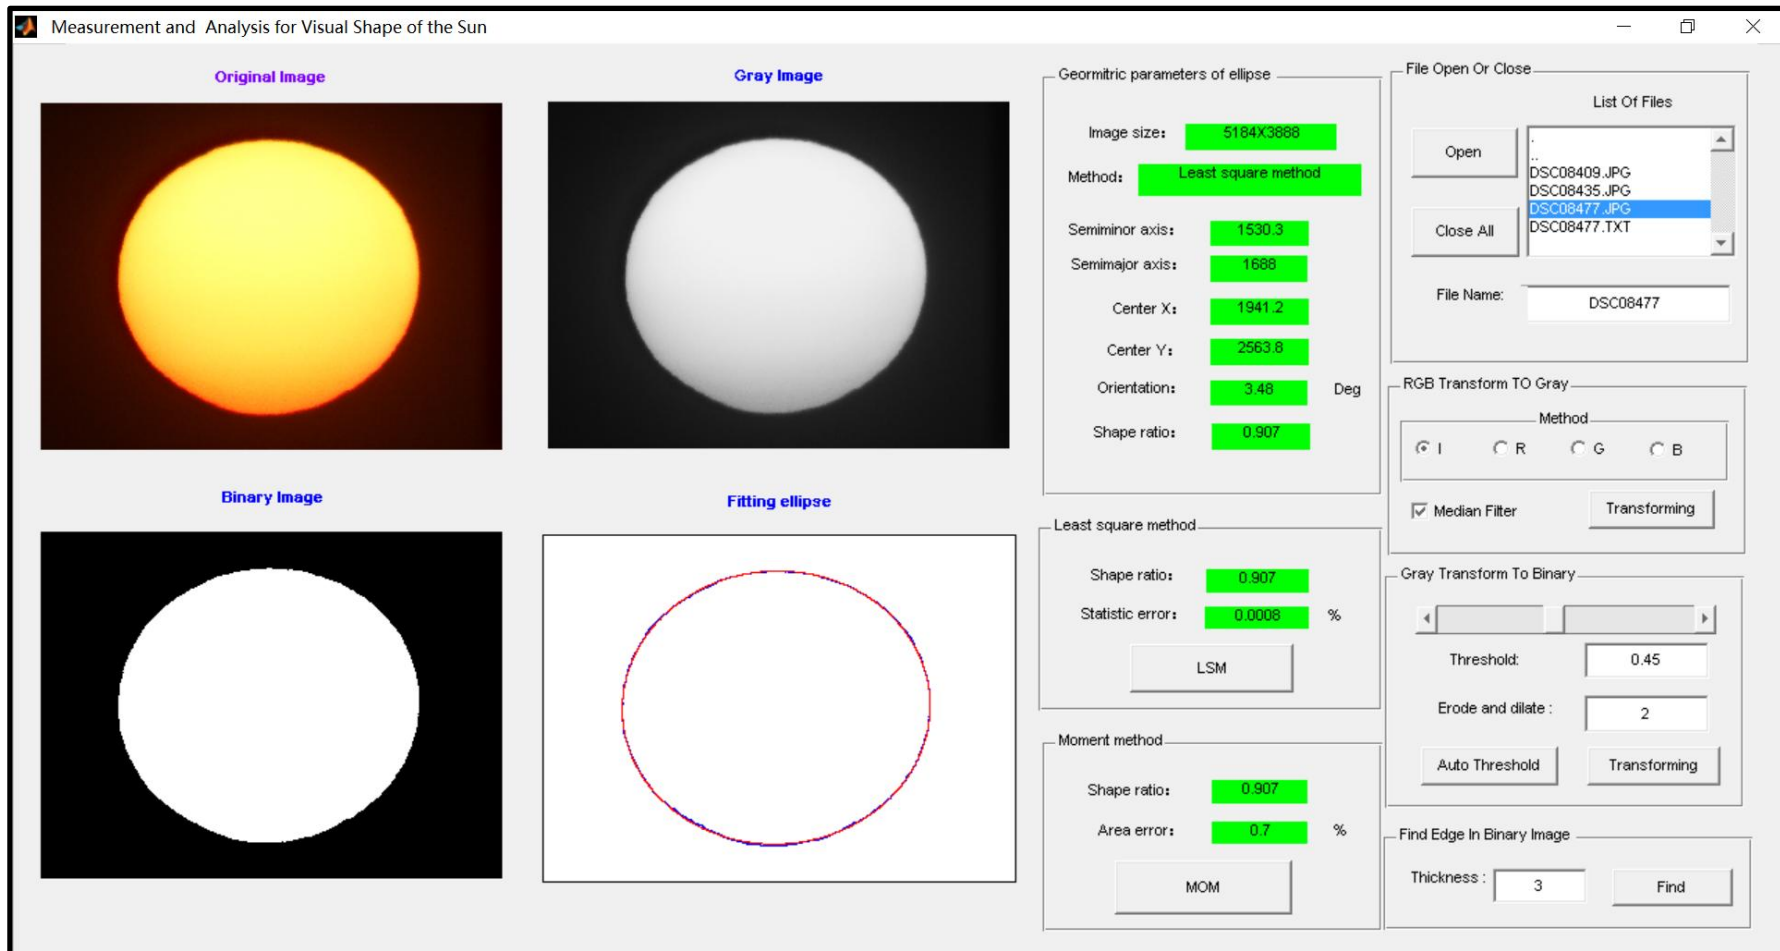 Measurement and  Analysis for Visual Shape of the Sun
Original Image
Gray Image
Binary Image
Fitting ellipse
Geormitric parameters of ellipse
Image size: 5184X3888
Method: Least square method
Semiminor axis: 1530.3
Semimajor axis: 1688
Center X: 1941.2
Center Y: 2563.8
Orientation: 3.48 Deg
Shape ratio: 0.907
Least square method
Shape ratio: 0.907
Statistic error: 0.0008 %
LSM
Moment method
Shape ratio: 0.907
Area error: 0.7 %
MOM
File Open Or Close
List Of Files
Open
Close All
.
..
DSC08409.JPG
DSC08435.JPG
DSC08477.JPG
DSC08477.TXT
File Name: DSC08477
RGB Transform TO Gray
Method
I R G B
Median Filter
Transforming
Gray Transform To Binary
Threshold: 0.45
Erode and dilate : 2
Auto Threshold
Transforming
Find Edge In Binary Image
Thickness : 3
Find